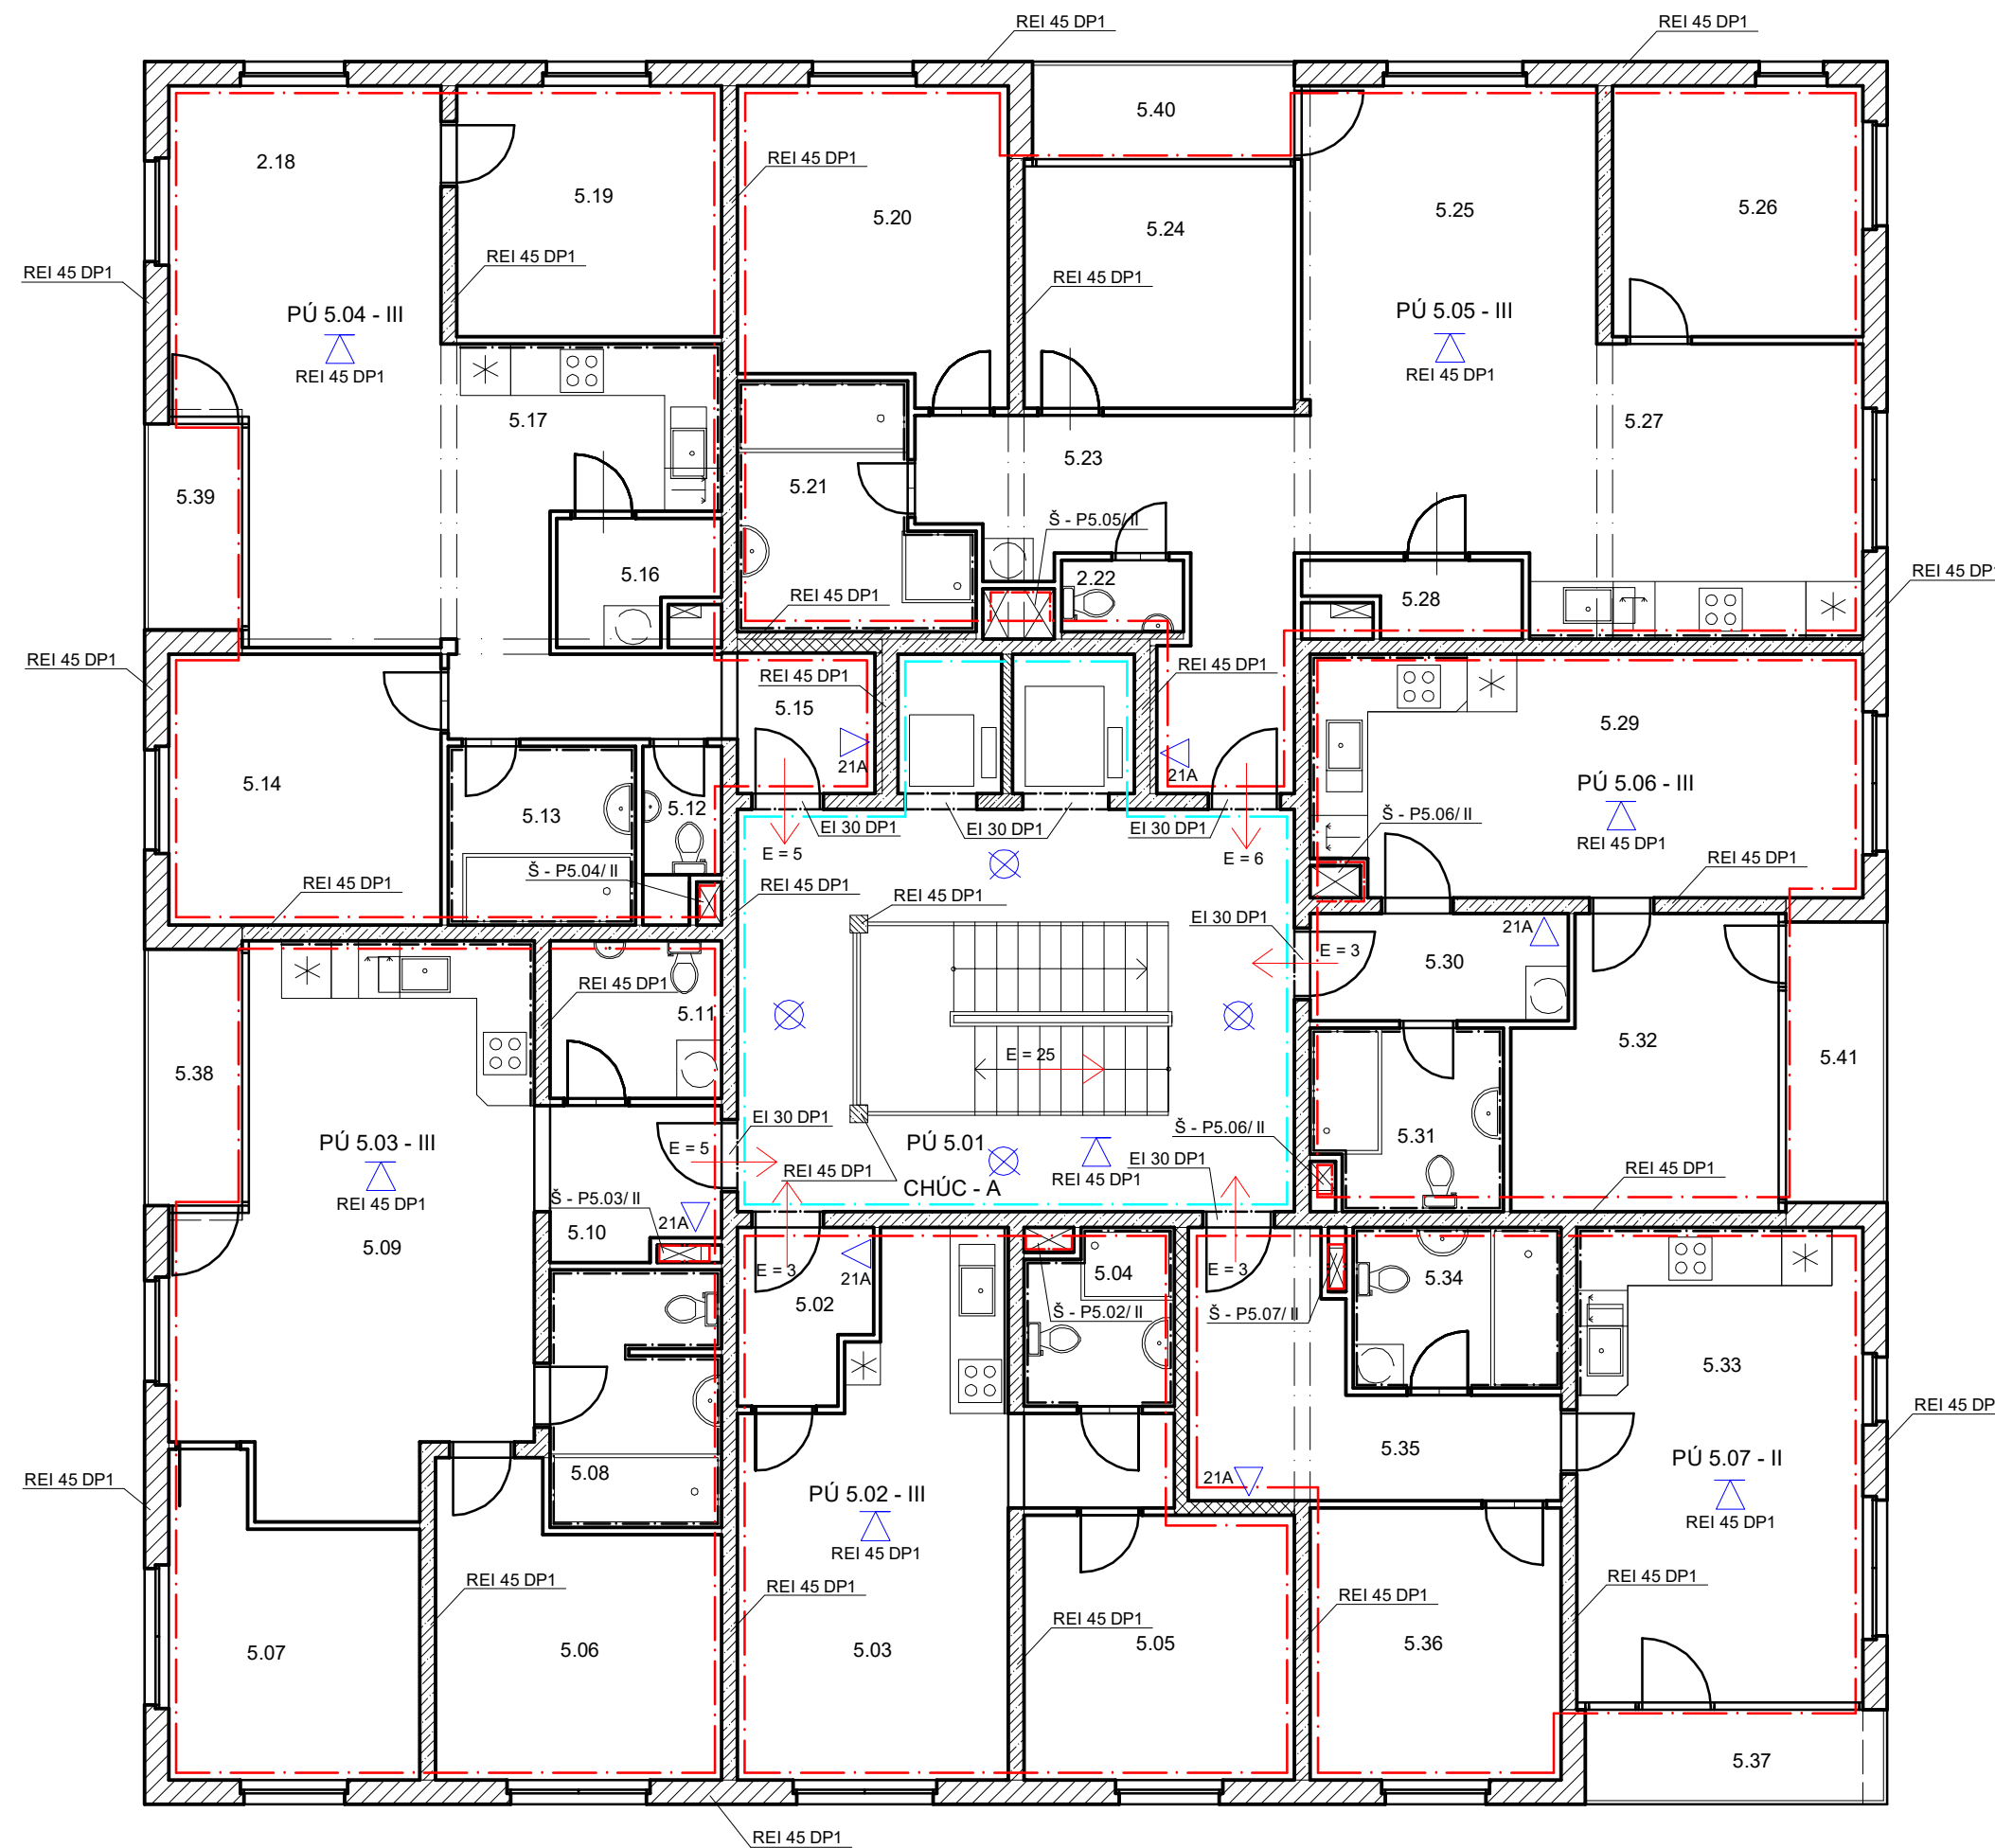 REI 45 DP1
REI 45 DP1
5.40
2.18
REI 45 DP1
5.19
5.20
5.24
5.25
5.26
REI 45 DP1
REI 45 DP1
REI 45 DP1
PÚ 5.04 - III
REI 45 DP1
PÚ 5.05 - III
REI 45 DP1
5.17
5.27
5.23
5.39
5.21
Š - P5.05/ II
5.16
2.22
5.28
REI 45 DP1
REI 45 DP1
REI 45 DP1
REI 45 DP1
REI 45 DP1
5.15
5.29
21A
21A
5.14
5.13
5.12
PÚ 5.06 - III
REI 45 DP1
EI 30 DP1
EI 30 DP1
EI 30 DP1
Š - P5.06/ II
E = 5
E = 6
REI 45 DP1
Š - P5.04/ II
REI 45 DP1
REI 45 DP1
REI 45 DP1
EI 30 DP1
21A
E = 3
5.30
REI 45 DP1
5.11
5.32
5.38
E = 25
5.41
EI 30 DP1
PÚ 5.03 - III
REI 45 DP1
E = 5
PÚ 5.01
Š - P5.06/ II
5.31
EI 30 DP1
REI 45 DP1
REI 45 DP1
CHÚC - A
REI 45 DP1
Š - P5.03/ II
21A
5.10
5.09
E = 3
21A
5.02
5.04
Š - P5.02/ II
E = 3
Š - P5.07/ II
5.34
5.33
REI 45 DP
5.35
PÚ 5.07 - II
REI 45 DP1
21A
REI 45 DP1
5.08
PÚ 5.02 - III
REI 45 DP1
REI 45 DP1
REI 45 DP1
REI 45 DP1
REI 45 DP1
REI 45 DP1
5.07
5.06
5.03
5.05
5.36
5.37
REI 45 DP1